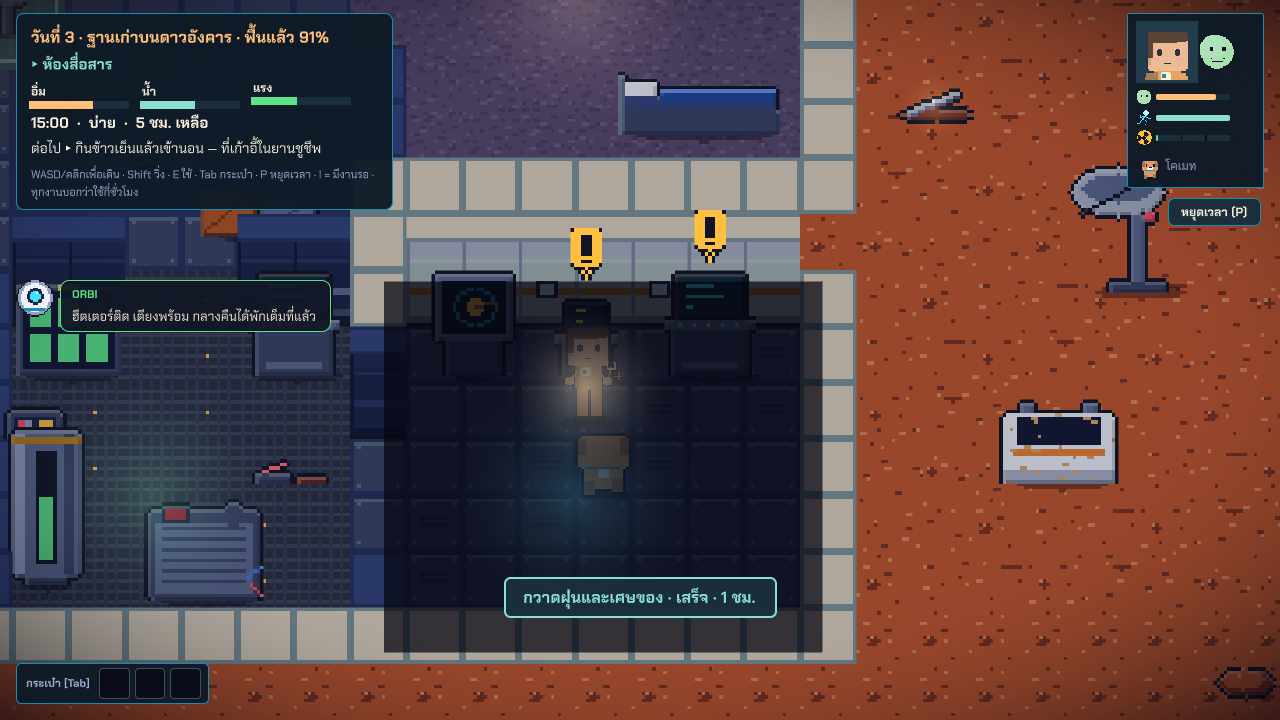 วันที่ 3 · ฐานเก่าบนดาวอังคาร · ฟื้นแล้ว 91%
‣ ห้องสื่อสาร
อิ่ม น้ำ แรง
15:00 · บ่าย · 5 ชม. เหลือ
ต่อไป ‣ กินข้าวเย็นแล้วเข้านอน — ที่เก้าอี้ในยานชูชีพ
WASD/คลิกเพื่อเดิน · Shift วิ่ง · E ใช้ · Tab กระเป๋า · P หยุดเวลา · ! = มีงานรอ ·
ทุกงานบอกว่าใช้กี่ชั่วโมง
โคเมท
หยุดเวลา (P)
ORBI
ฮีตเตอร์ติด เตียงพร้อม กลางคืนได้พักเต็มที่แล้ว
กวาดฝุ่นและเศษของ · เสร็จ · 1 ชม.
กระเป๋า [Tab]